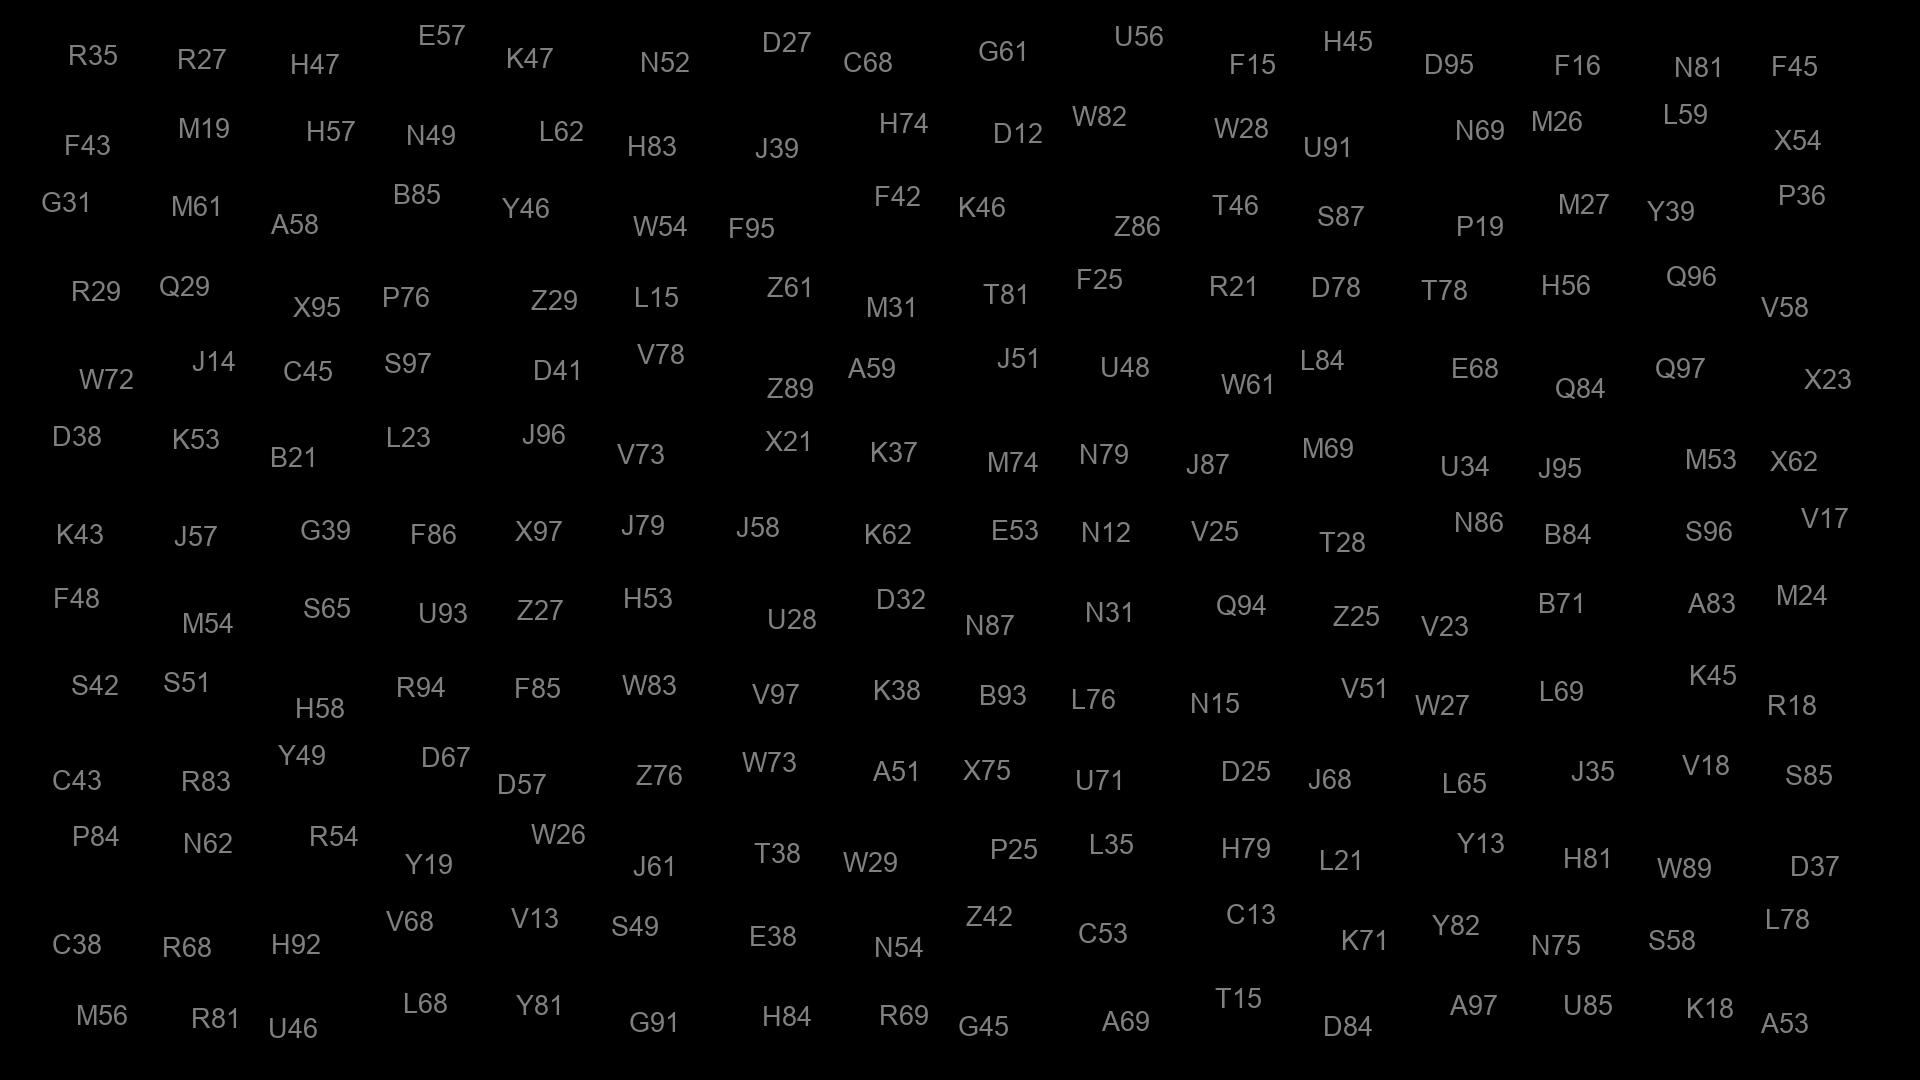 R35 R27 H47 E57 K47 N52 D27 C68 G61 U56 F15 H45 D95 F16 N81 F45
F43 M19 H57 N49 L62 H83 J39 H74 D12 W82 W28 U91 N69 M26 L59 X54
G31 M61 A58 B85 Y46 W54 F95 F42 K46 Z86 T46 S87 P19 M27 Y39 P36
R29 Q29 X95 P76 Z29 L15 Z61 M31 T81 F25 R21 D78 T78 H56 Q96 V58
W72 J14 C45 S97 D41 V78 Z89 A59 J51 U48 W61 L84 E68 Q84 Q97 X23
D38 K53 B21 L23 J96 V73 X21 K37 M74 N79 J87 M69 U34 J95 M53 X62
K43 J57 G39 F86 X97 J79 J58 K62 E53 N12 V25 T28 N86 B84 S96 V17
F48 M54 S65 U93 Z27 H53 U28 D32 N87 N31 Q94 Z25 V23 B71 A83 M24
S42 S51 H58 R94 F85 W83 V97 K38 B93 L76 N15 V51 W27 L69 K45 R18
C43 R83 Y49 D67 D57 Z76 W73 A51 X75 U71 D25 J68 L65 J35 V18 S85
P84 N62 R54 Y19 W26 J61 T38 W29 P25 L35 H79 L21 Y13 H81 W89 D37
C38 R68 H92 V68 V13 S49 E38 N54 Z42 C53 C13 K71 Y82 N75 S58 L78
M56 R81 U46 L68 Y81 G91 H84 R69 G45 A69 T15 D84 A97 U85 K18 A53